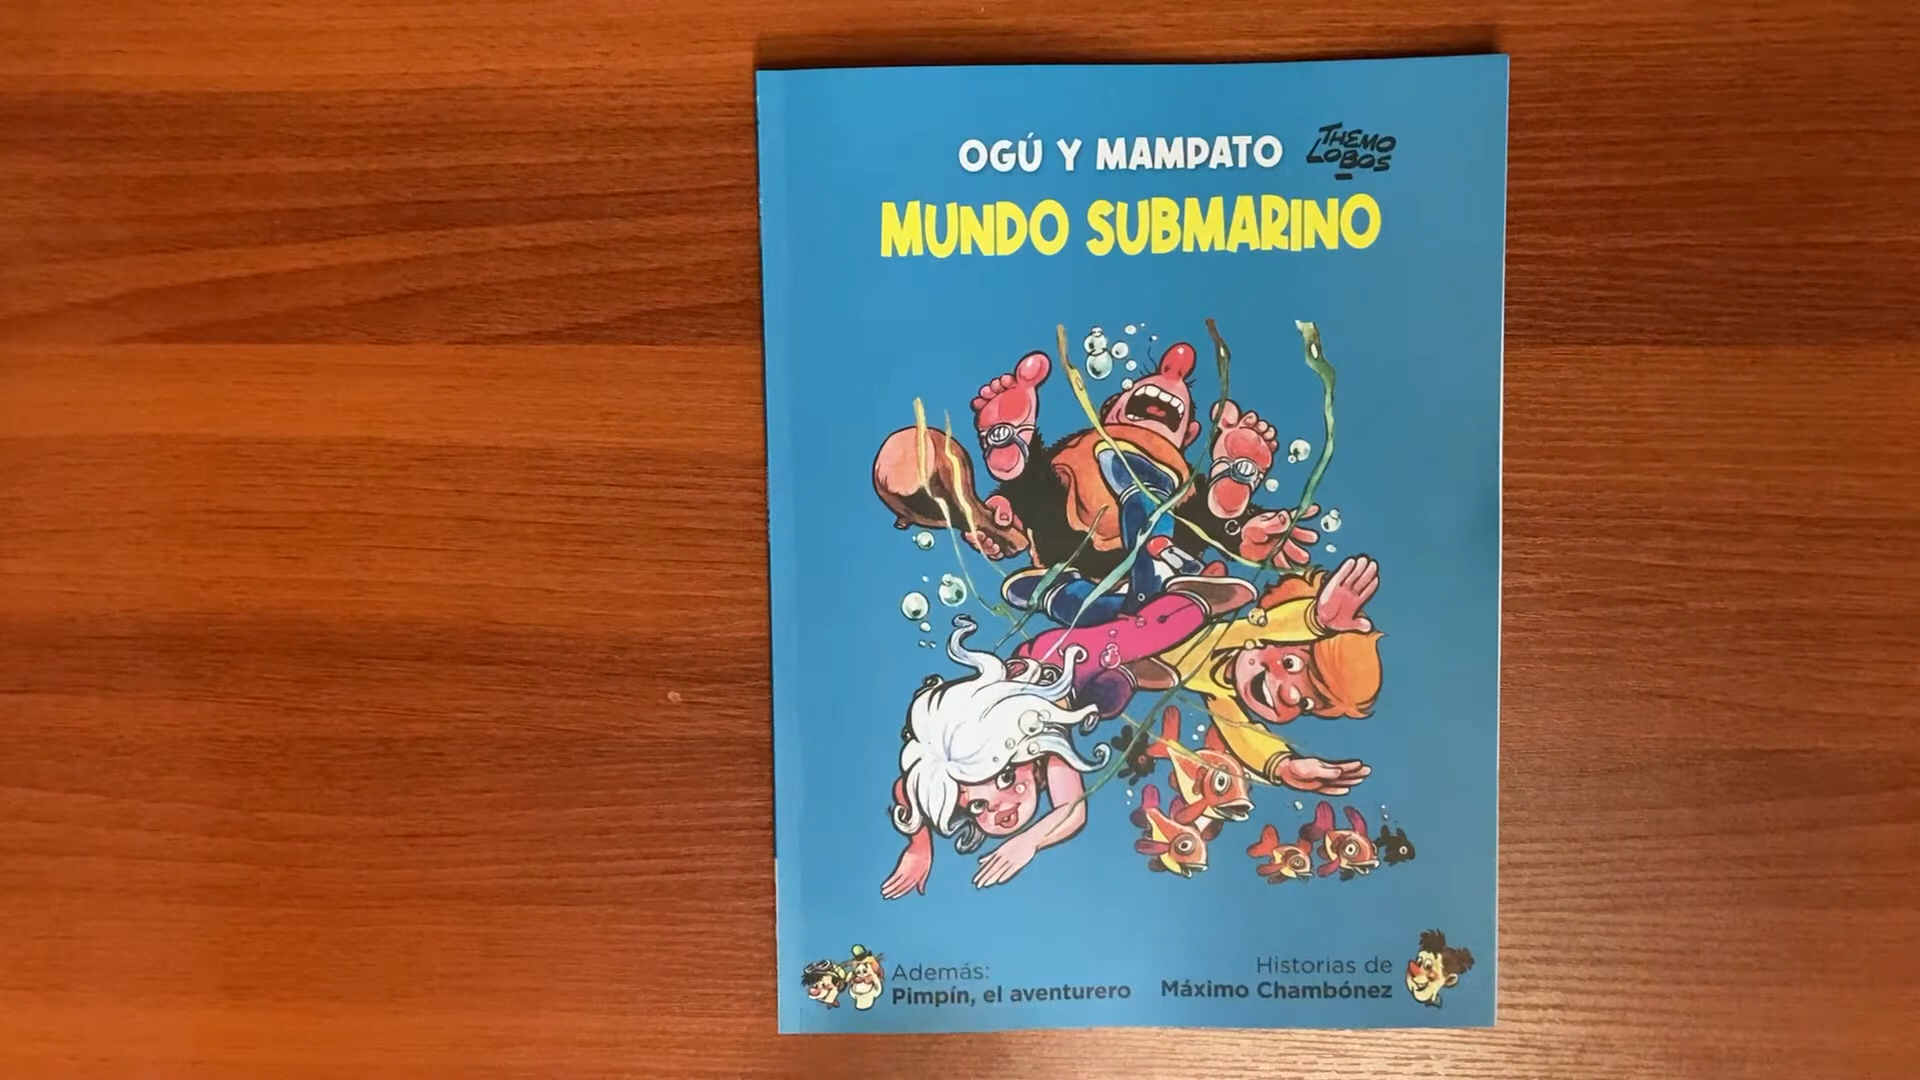 OGÚ Y MAMPATO
THEMO
LOBOS
MUNDO SUBMARINO
Además:
Pimpín, el aventurero
Historias de
Máximo Chambónez